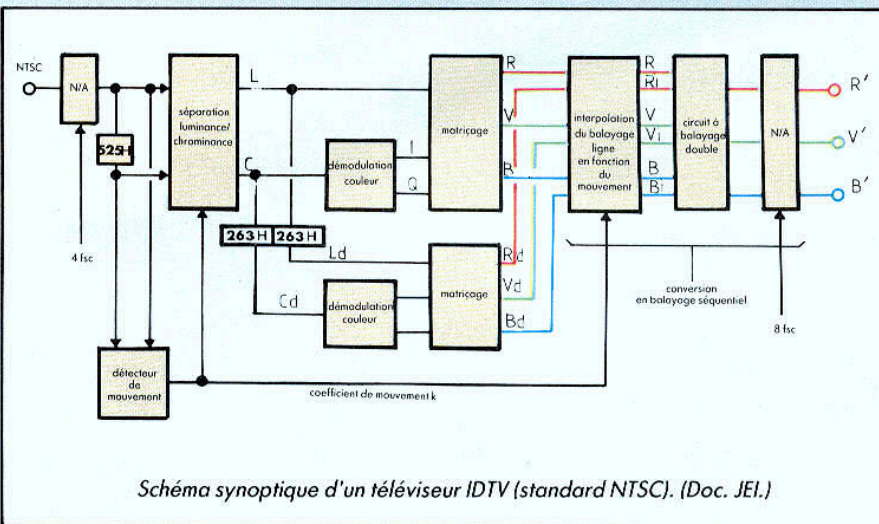 NTSC
N/A
525H
4 fsc
séparation
luminance/
chrominance
L
C
démodulation
couleur
I
Q
263H
263H
Ld
Cd
démodulation
couleur
matriçage
matriçage
R
V
B
Rd
Vd
Bd
interpolation
du balayage
ligne
en fonction
du
mouvement
R
Ri
V
Vi
B
Bi
circuit à
balayage
double
N/A
R'
V'
B'
conversion
en balayage séquentiel
8 fsc
détecteur
de
mouvement
coefficient de mouvement k
Schéma synoptique d'un téléviseur IDTV (standard NTSC). (Doc. JEI.)